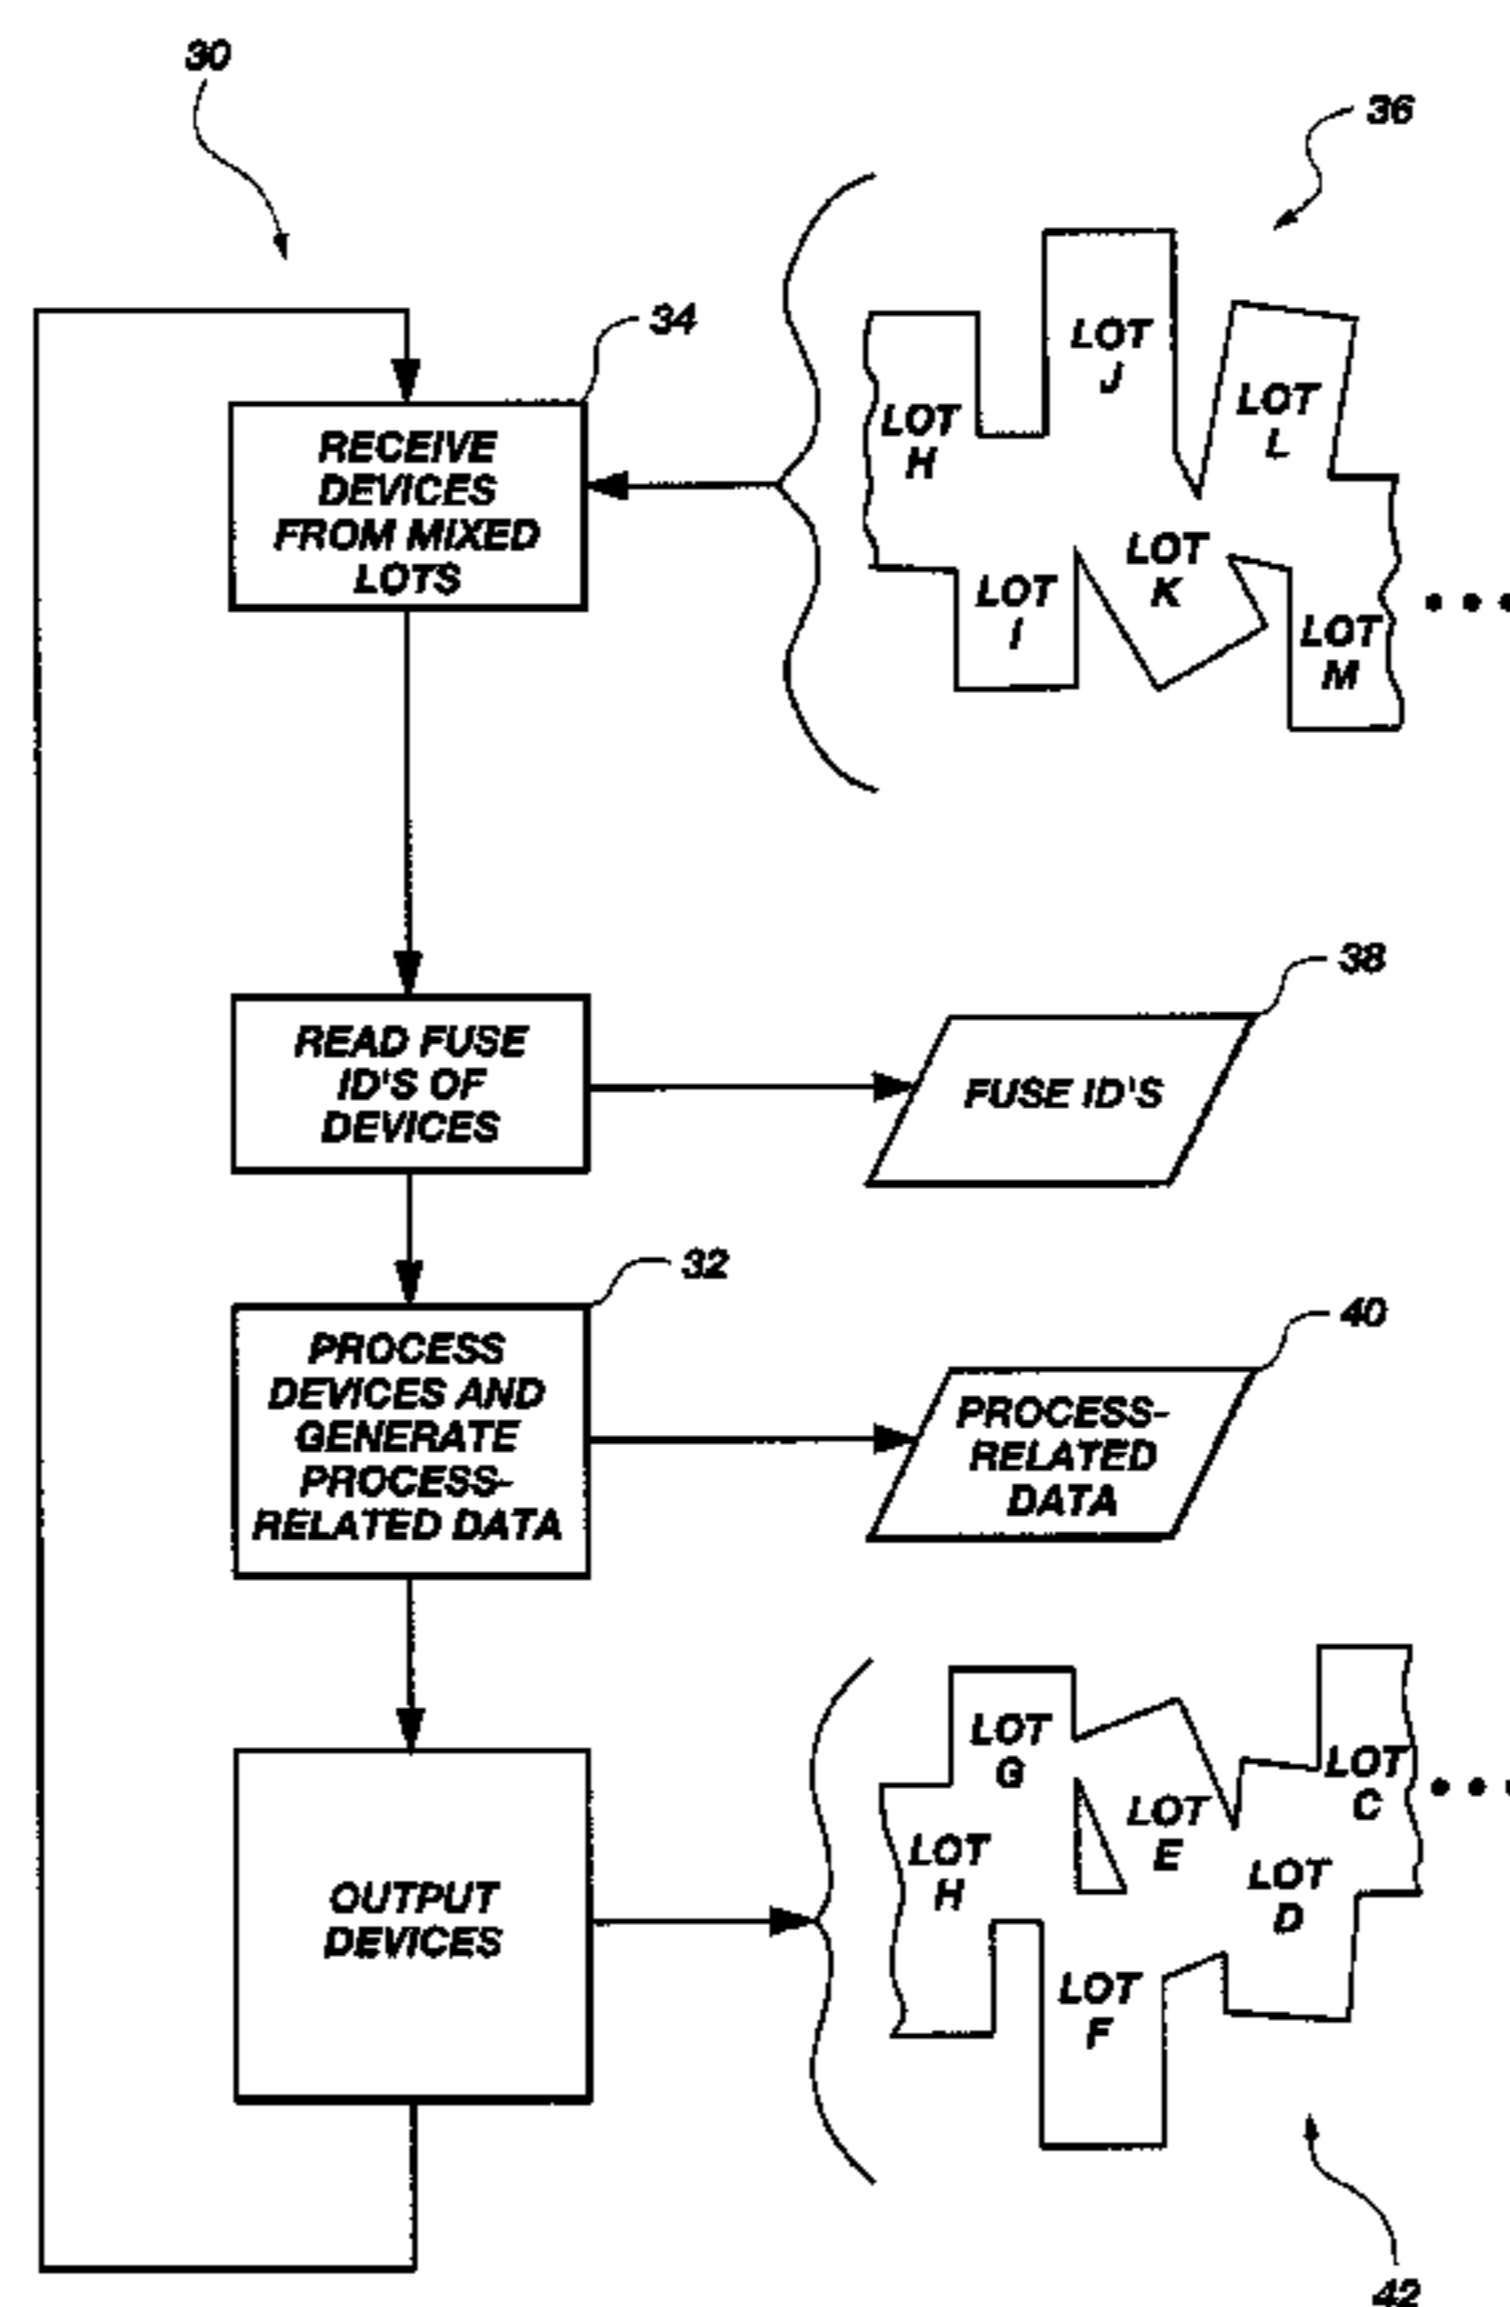 30
36
34
RECEIVE
DEVICES
FROM MIXED
LOTS
LOT
H
LOT
J
LOT
L
LOT
I
LOT
K
LOT
M
READ FUSE
ID'S OF
DEVICES
38
FUSE ID'S
32
PROCESS
DEVICES AND
GENERATE
PROCESS-
RELATED DATA
40
PROCESS-
RELATED
DATA
OUTPUT
DEVICES
LOT
G
LOT
H
LOT
E
LOT
C
LOT
D
LOT
F
42